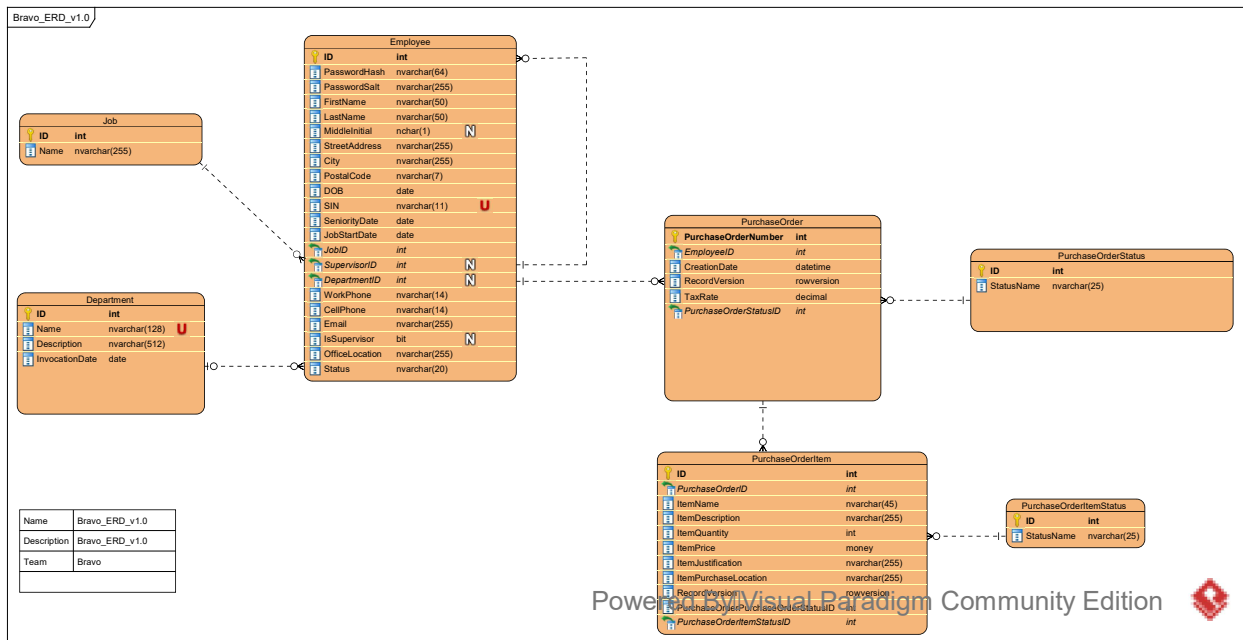 Bravo_ERD_v1.0
Employee
ID int
PasswordHash nvarchar(64)
PasswordSalt nvarchar(255)
FirstName nvarchar(50)
LastName nvarchar(50)
MiddleInitial nchar(1) N
StreetAddress nvarchar(255)
City nvarchar(255)
PostalCode nvarchar(7)
DOB date
SIN nvarchar(11) U
SeniorityDate date
JobStartDate date
JobID int
SupervisorID int N
DepartmentID int N
WorkPhone nvarchar(14)
CellPhone nvarchar(14)
Email nvarchar(255)
IsSupervisor bit N
OfficeLocation nvarchar(255)
Status nvarchar(20)
Job
ID int
Name nvarchar(255)
Department
ID int
Name nvarchar(128) U
Description nvarchar(512)
InvocationDate date
PurchaseOrder
PurchaseOrderNumber int
EmployeeID int
CreationDate datetime
RecordVersion rowversion
TaxRate decimal
PurchaseOrderStatusID int
PurchaseOrderStatus
ID int
StatusName nvarchar(25)
PurchaseOrderItem
ID int
PurchaseOrderID int
ItemName nvarchar(45)
ItemDescription nvarchar(255)
ItemQuantity int
ItemPrice money
ItemJustification nvarchar(255)
ItemPurchaseLocation nvarchar(255)
RecordVersion rowversion
PurchaseOrderPurchaseOrderStatusID int
PurchaseOrderItemStatusID int
PurchaseOrderItemStatus
ID int
StatusName nvarchar(25)
Name Bravo_ERD_v1.0
Description Bravo_ERD_v1.0
Team Bravo
Powered By Visual Paradigm Community Edition